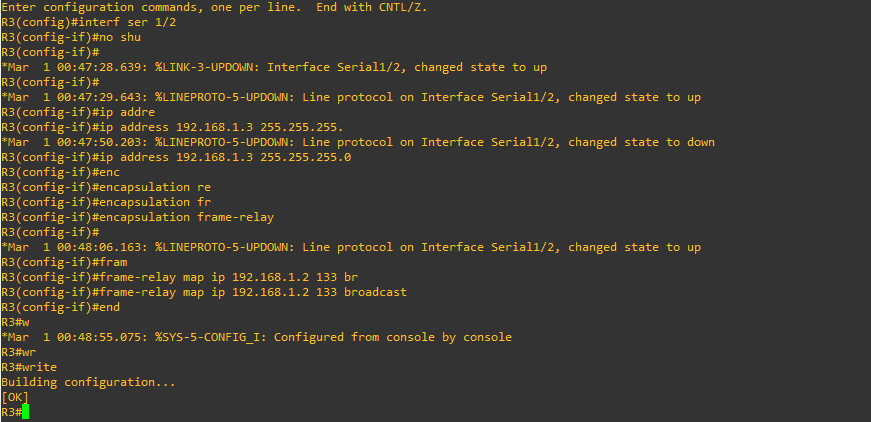 Enter configuration commands, one per line.  End with CNTL/Z.
R3(config)#interf ser 1/2
R3(config-if)#no shu
R3(config-if)#
*Mar  1 00:47:28.639: %LINK-3-UPDOWN: Interface Serial1/2, changed state to up
R3(config-if)#
*Mar  1 00:47:29.643: %LINEPROTO-5-UPDOWN: Line protocol on Interface Serial1/2, changed state to up
R3(config-if)#ip addre
R3(config-if)#ip address 192.168.1.3 255.255.255.
*Mar  1 00:47:50.203: %LINEPROTO-5-UPDOWN: Line protocol on Interface Serial1/2, changed state to down
R3(config-if)#ip address 192.168.1.3 255.255.255.0
R3(config-if)#enc
R3(config-if)#encapsulation re
R3(config-if)#encapsulation fr
R3(config-if)#encapsulation frame-relay
R3(config-if)#
*Mar  1 00:48:06.163: %LINEPROTO-5-UPDOWN: Line protocol on Interface Serial1/2, changed state to up
R3(config-if)#fram
R3(config-if)#frame-relay map ip 192.168.1.2 133 br
R3(config-if)#frame-relay map ip 192.168.1.2 133 broadcast
R3(config-if)#end
R3#w
*Mar  1 00:48:55.075: %SYS-5-CONFIG_I: Configured from console by console
R3#wr
R3#write
Building configuration...
[OK]
R3#